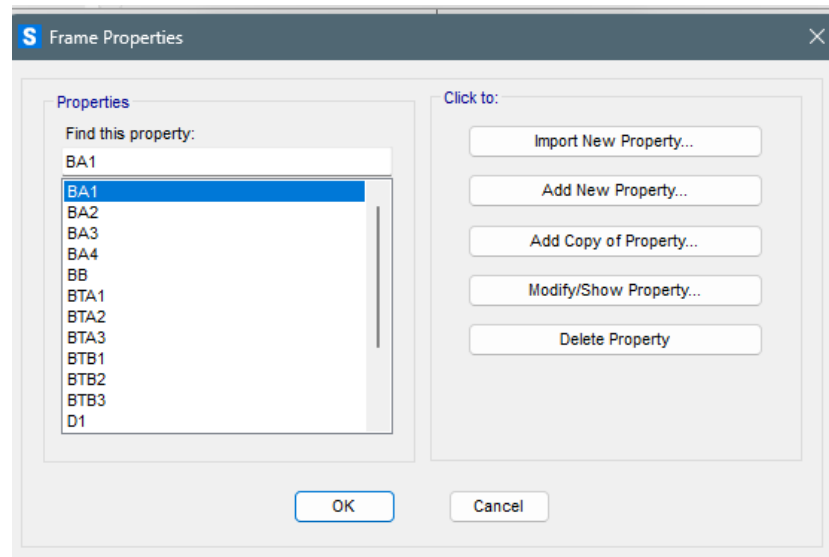 S Frame Properties
Properties
Find this property:
BA1
BA1
BA2
BA3
BA4
BB
BTA1
BTA2
BTA3
BTB1
BTB2
BTB3
D1
Click to:
Import New Property...
Add New Property...
Add Copy of Property...
Modify/Show Property...
Delete Property
OK
Cancel